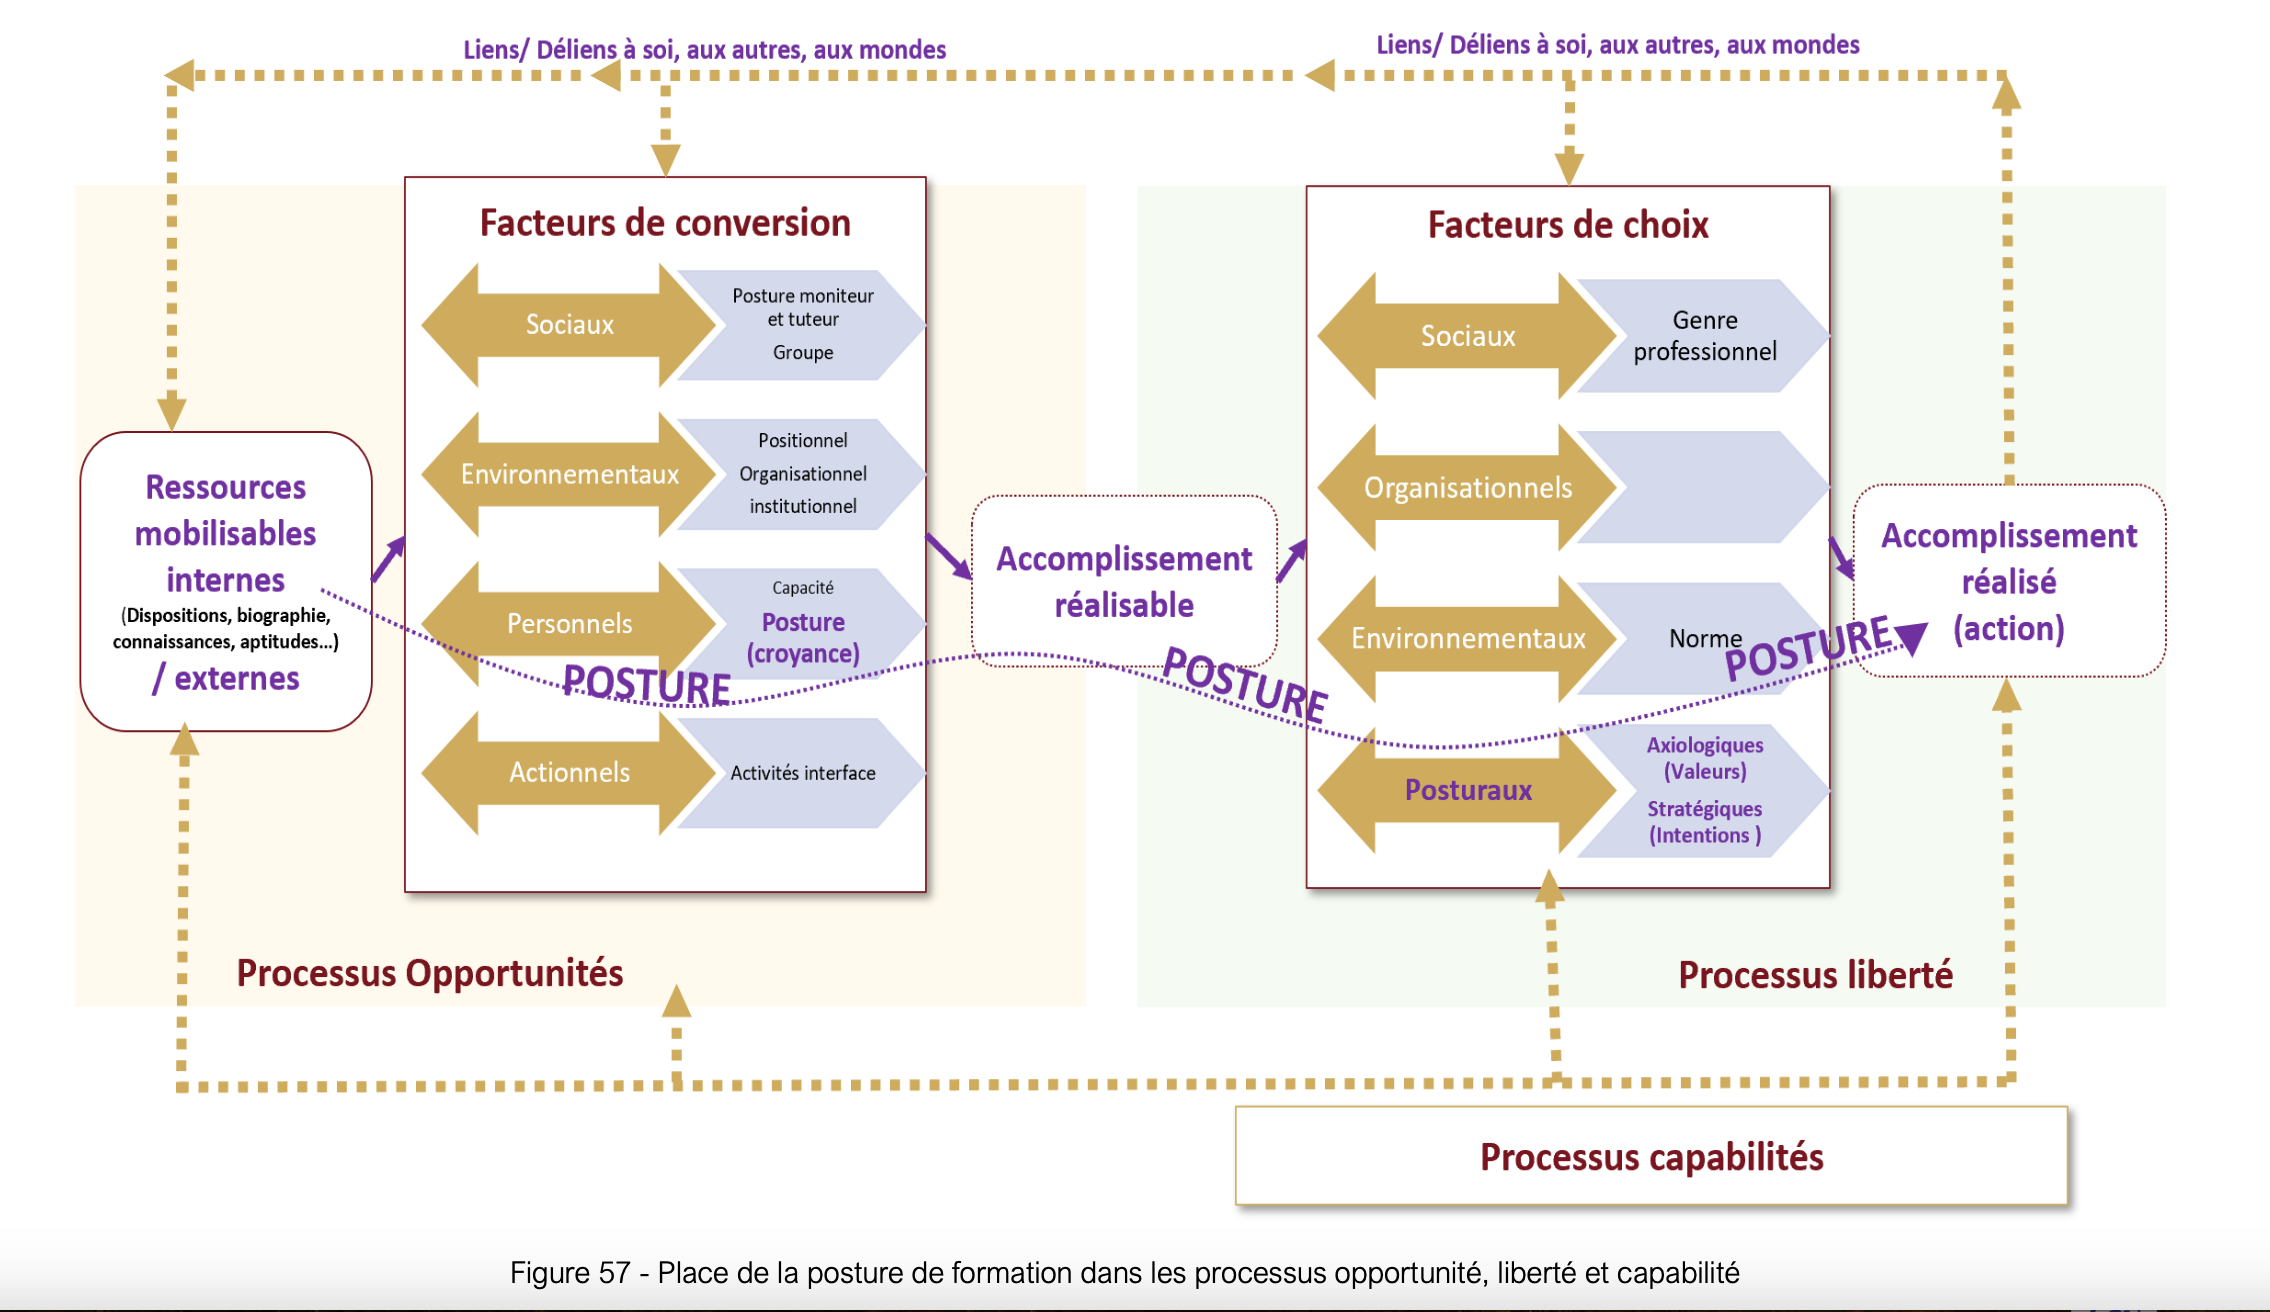 Liens/ Déliens à soi, aux autres, aux mondes
Liens/ Déliens à soi, aux autres, aux mondes
Ressources
mobilisables
internes
(Dispositions, biographie,
connaissances, aptitudes...)
/ externes
Facteurs de conversion
Sociaux
Posture moniteur
et tuteur
Groupe
Environnementaux
Positionnel
Organisationnel
institutionnel
Personnels
Capacité
Posture
(croyance)
POSTURE
Actionnels
Activités interface
Processus Opportunités
Accomplissement
réalisable
POSTURE
Facteurs de choix
Sociaux
Genre
professionnel
Organisationnels
Environnementaux
Norme
POSTURE
Posturaux
Axiologiques
(Valeurs)
Stratégiques
(Intentions )
Accomplissement
réalisé
(action)
Processus liberté
Processus capabilités
Figure 57 - Place de la posture de formation dans les processus opportunité, liberté et capabilité